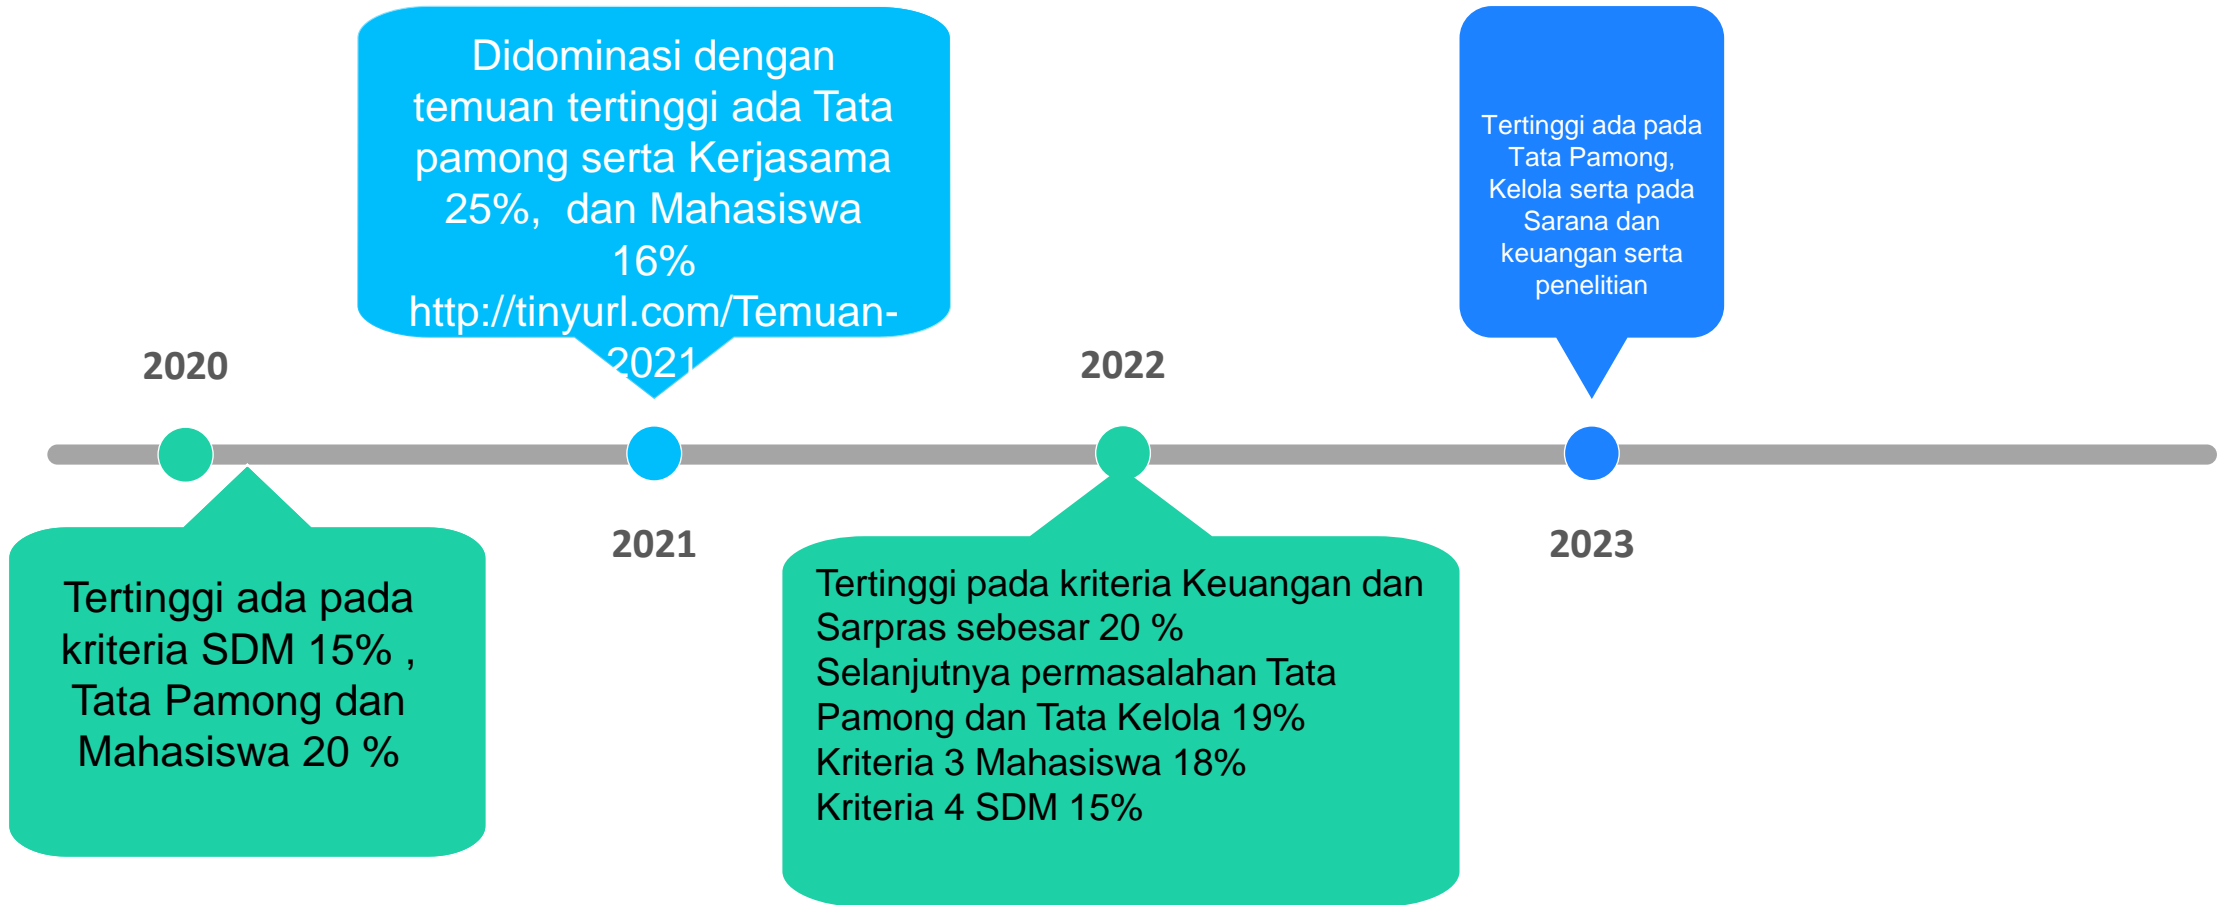 2020
Tertinggi ada pada
kriteria SDM 15% ,
Tata Pamong dan
Mahasiswa 20 %
Didominasi dengan
temuan tertinggi ada Tata
pamong serta Kerjasama
25%,  dan Mahasiswa
16%
http://tinyurl.com/Temuan-
2021
2021
2022
Tertinggi pada kriteria Keuangan dan
Sarpras sebesar 20 %
Selanjutnya permasalahan Tata
Pamong dan Tata Kelola 19%
Kriteria 3 Mahasiswa 18%
Kriteria 4 SDM 15%
Tertinggi ada pada
Tata Pamong,
Kelola serta pada
Sarana dan
keuangan serta
penelitian
2023